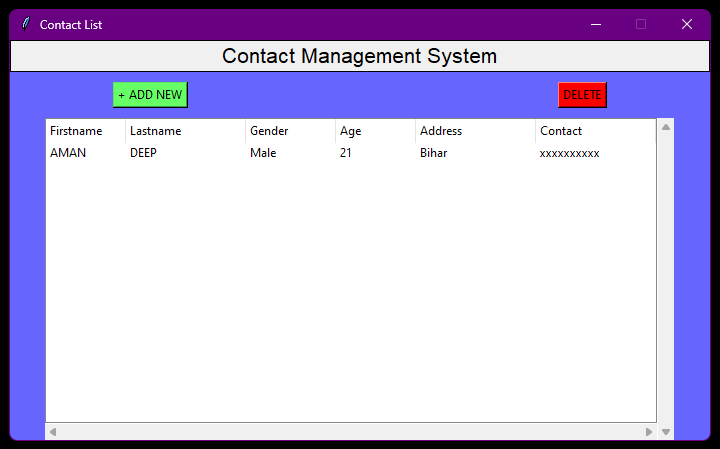 Contact List
Contact Management System
+ ADD NEW DELETE
Firstname Lastname Gender Age Address Contact
AMAN DEEP Male 21 Bihar xxxxxxxxxx